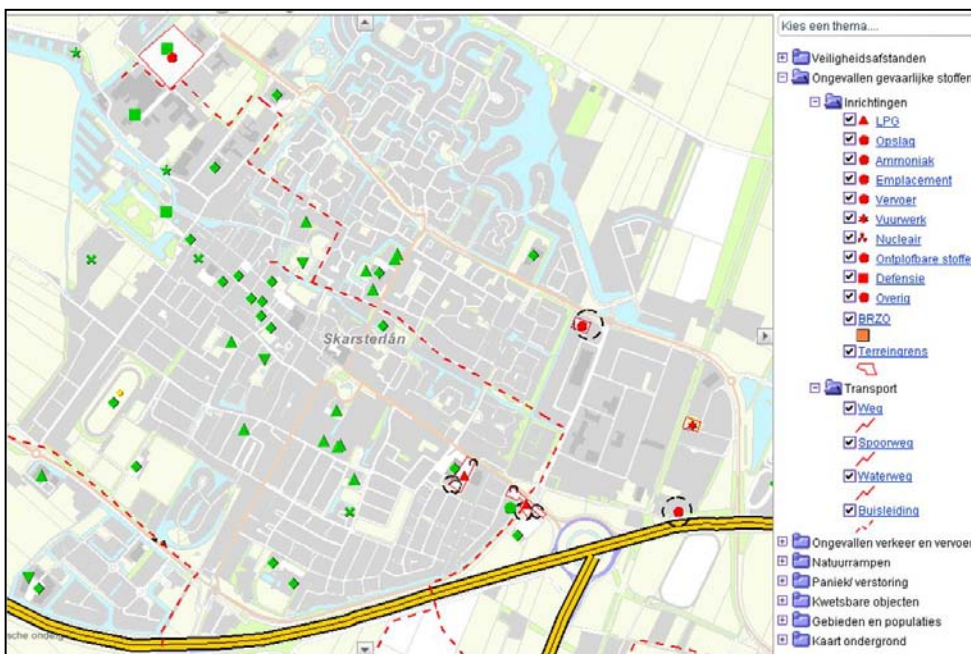 Kies een thema....
Veiligheidsafstanden
Ongevallen gevaarlijke stoffen
Inrichtingen
LPG
Opslag
Ammoniak
Emplacement
Vervoer
Vuurwerk
Nucleair
Ontplofbare stoffe
Defensie
Overig
BRZO
Terreingrens
Transport
Weg
Spoorweg
Waterweg
Buisleiding
Ongevallen verkeer en vervoer
Natuurrampen
Paniek/ verstoring
Kwetsbare objecten
Gebieden en populaties
Kaart ondergrond
Skarsterlân